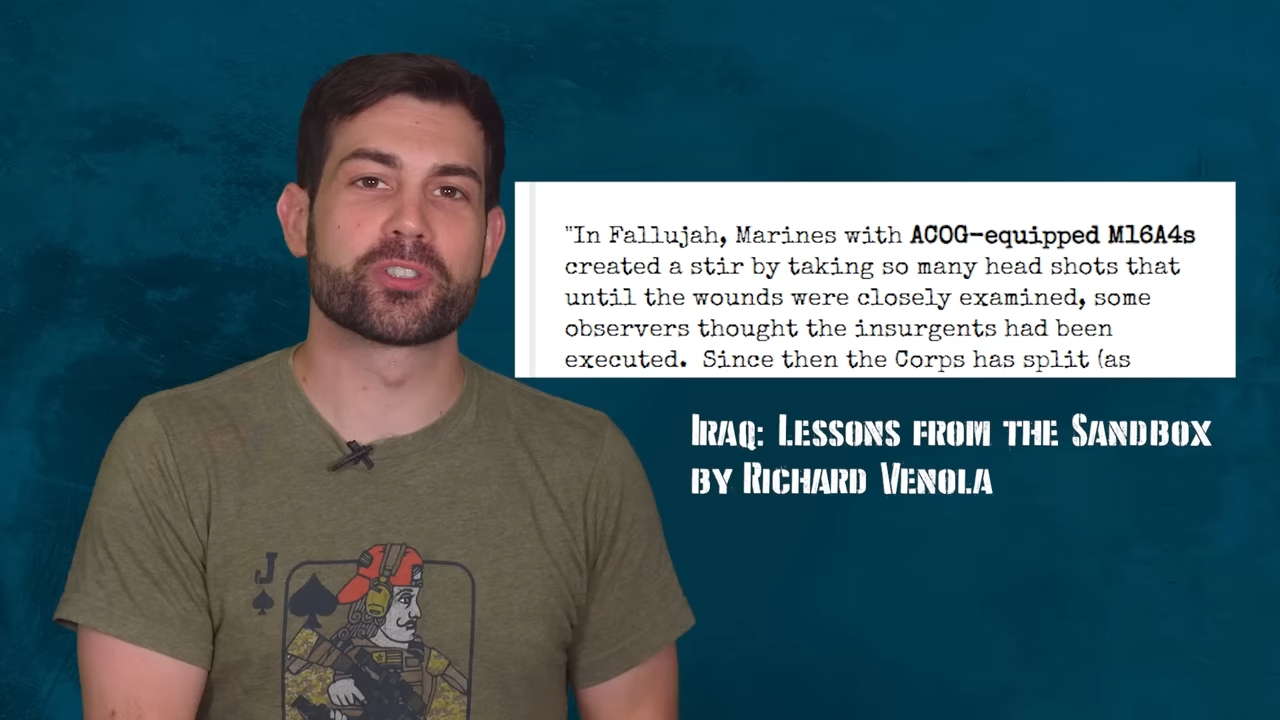 "In Fallujah, Marines with ACOG-equipped M16A4s
created a stir by taking so many head shots that
until the wounds were closely examined, some
observers thought the insurgents had been
executed.  Since then the Corps has split (as
Iraq: Lessons from the Sandbox
by Richard Venola
J